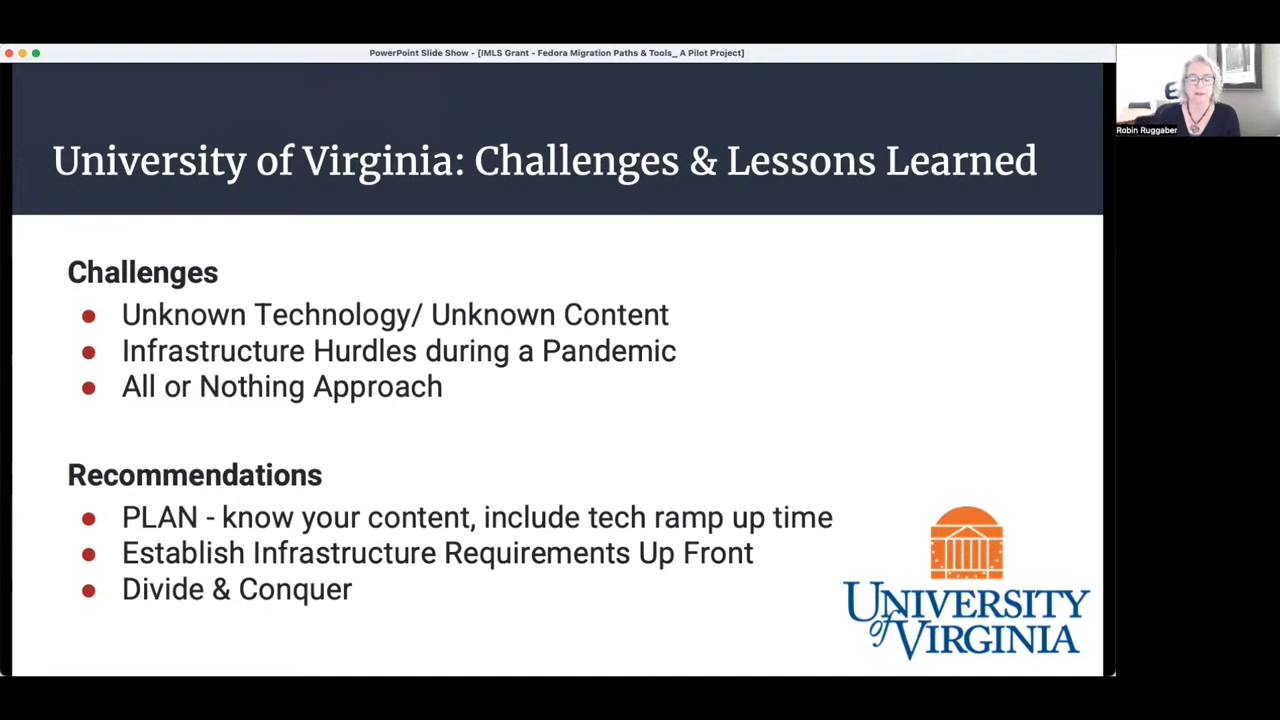 PowerPoint Slide Show - [IMLS Grant - Fedora Migration Paths & Tools_ A Pilot Project]
Robin Ruggaber
University of Virginia: Challenges & Lessons Learned
Challenges
Unknown Technology/ Unknown Content
Infrastructure Hurdles during a Pandemic
All or Nothing Approach
Recommendations
PLAN - know your content, include tech ramp up time
Establish Infrastructure Requirements Up Front
Divide & Conquer
UNIVERSITY
of VIRGINIA